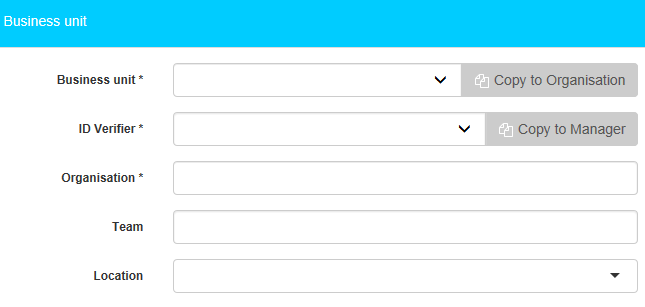 Business unit
Business unit * Copy to Organisation
ID Verifier * Copy to Manager
Organisation *
Team
Location